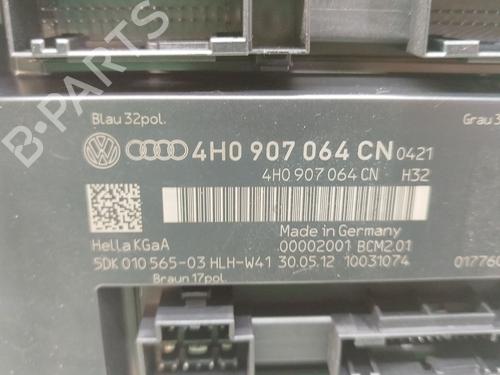 B-PARTS
Blau 32pol.
Grau 3
4H0 907 064 CN 0421
4H0 907 064 CN H32
Made in Germany
Hella KGaA 00002001 BCM2.01
5DK 010 565-03 HLH-W41 30.05.12 10031074 01776
Braun 17pol.